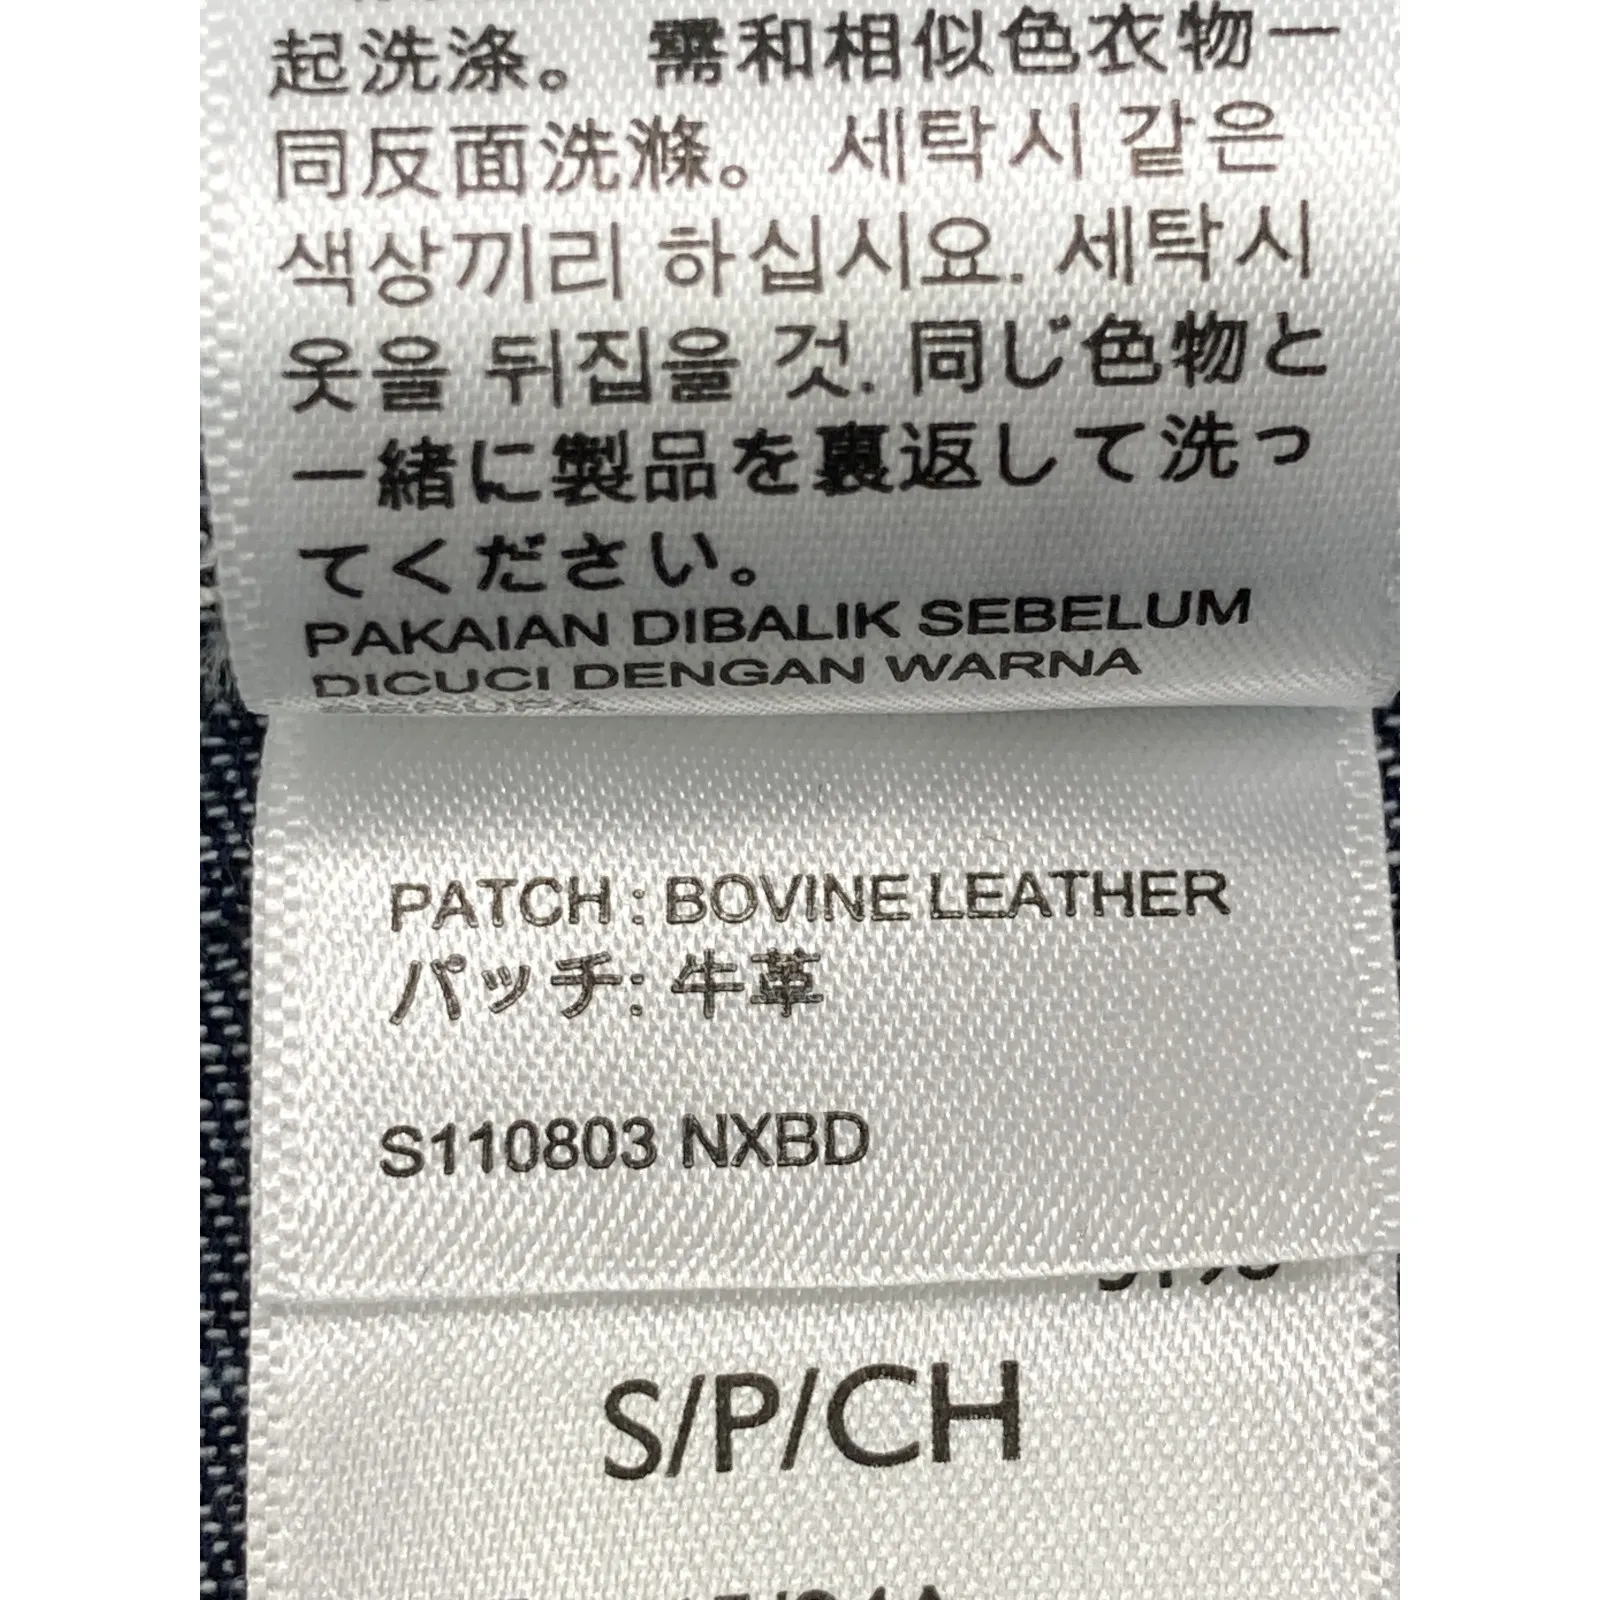 起洗涤。 需和相似色衣物一
同反面洗滌。 세탁시 같은
색상끼리 하십시요. 세탁시
옷을 뒤집을 것. 同じ色物と
一緒に製品を裏返して洗っ
てください。
PAKAIAN DIBALIK SEBELUM
DICUCI DENGAN WARNA
PATCH : BOVINE LEATHER
パッチ: 牛革
S110803 NXBD
S/P/CH